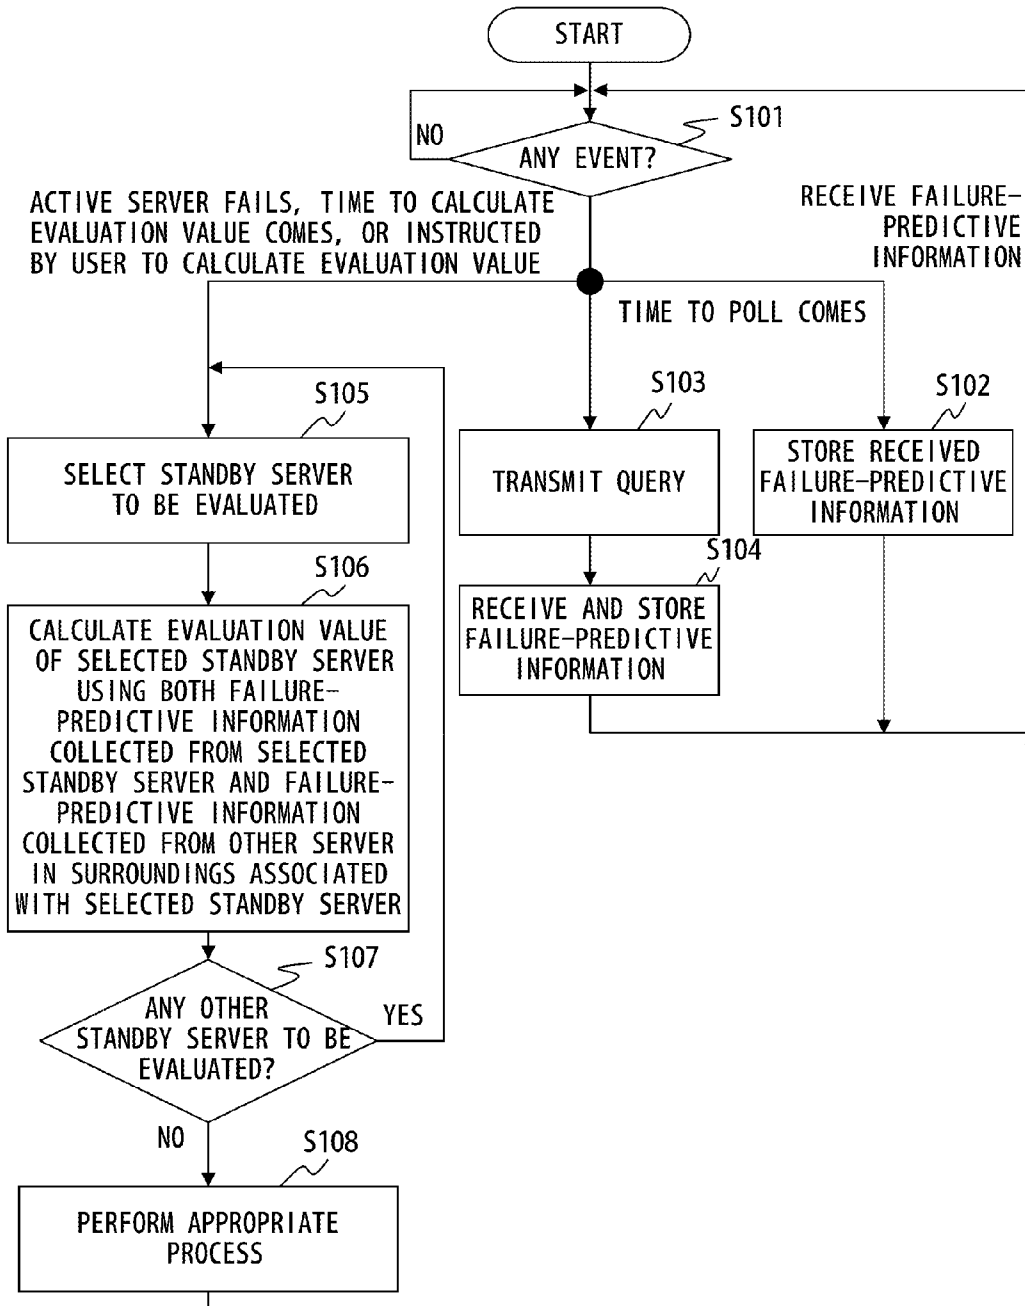 START
S101
NO
ANY EVENT?
ACTIVE SERVER FAILS, TIME TO CALCULATE
EVALUATION VALUE COMES, OR INSTRUCTED
BY USER TO CALCULATE EVALUATION VALUE
RECEIVE FAILURE-
PREDICTIVE
INFORMATION
TIME TO POLL COMES
S105
SELECT STANDBY SERVER
TO BE EVALUATED
S103
TRANSMIT QUERY
S102
STORE RECEIVED
FAILURE-PREDICTIVE
INFORMATION
S104
RECEIVE AND STORE
FAILURE-PREDICTIVE
INFORMATION
S106
CALCULATE EVALUATION VALUE
OF SELECTED STANDBY SERVER
USING BOTH FAILURE-
PREDICTIVE INFORMATION
COLLECTED FROM SELECTED
STANDBY SERVER AND FAILURE-
PREDICTIVE INFORMATION
COLLECTED FROM OTHER SERVER
IN SURROUNDINGS ASSOCIATED
WITH SELECTED STANDBY SERVER
S107
ANY OTHER
STANDBY SERVER TO BE
EVALUATED?
YES
NO
S108
PERFORM APPROPRIATE
PROCESS